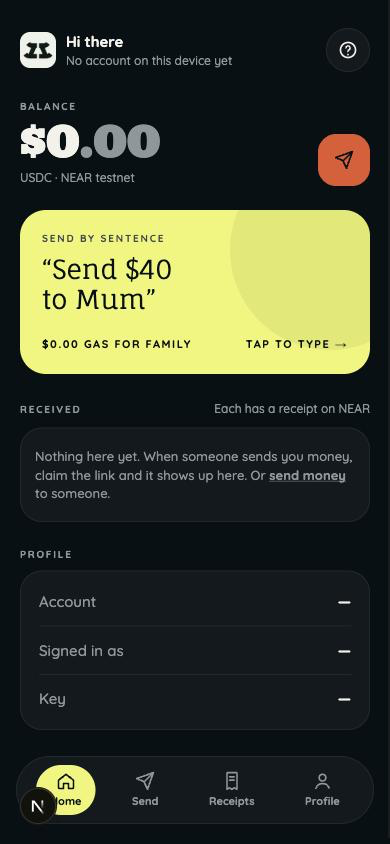 Hi there
No account on this device yet
BALANCE
$0.00
USDC · NEAR testnet
SEND BY SENTENCE
“Send $40
to Mum”
$0.00 GAS FOR FAMILY
TAP TO TYPE →
RECEIVED
Each has a receipt on NEAR
Nothing here yet. When someone sends you money,
claim the link and it shows up here. Or send money
to someone.
PROFILE
Account —
Signed in as —
Key —
N
ome
Send
Receipts
Profile